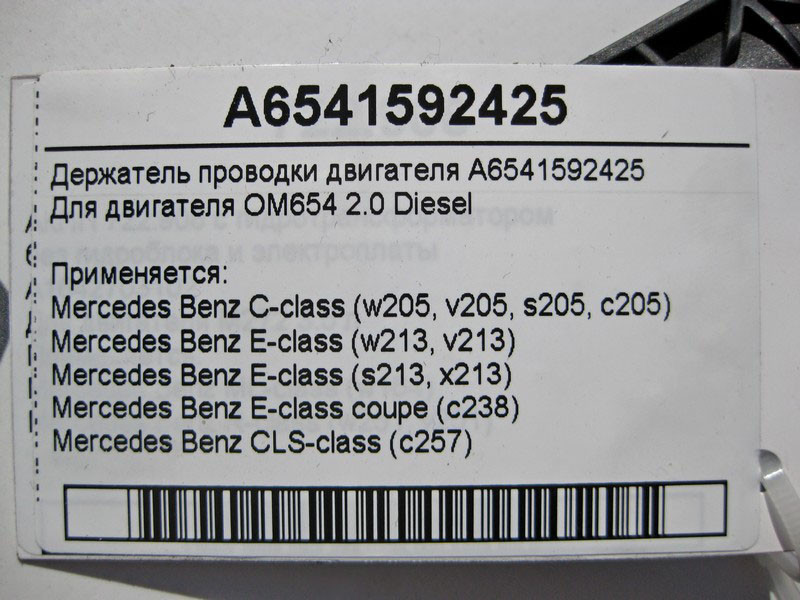 A6541592425
Держатель проводки двигателя A6541592425
Для двигателя OM654 2.0 Diesel
Применяется:
Mercedes Benz C-class (w205, v205, s205, c205)
Mercedes Benz E-class (w213, v213)
Mercedes Benz E-class (s213, x213)
Mercedes Benz E-class coupe (c238)
Mercedes Benz CLS-class (c257)